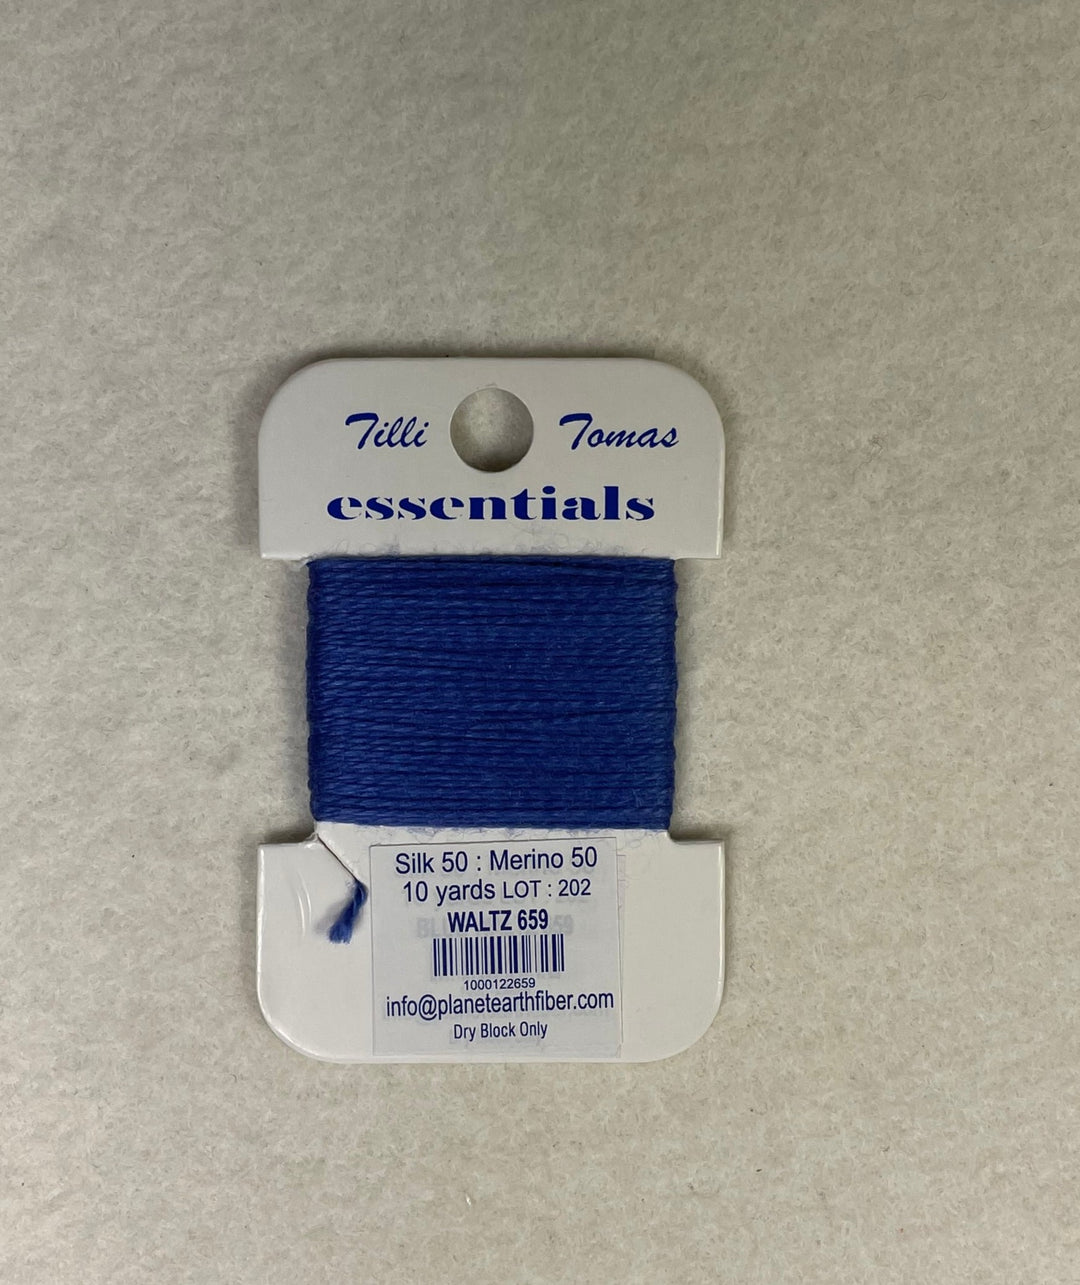 Tilli Tomas
essentials
Silk 50 : Merino 50
10 yards LOT : 202
WALTZ 659
1000122659
info@planetearthfiber.com
Dry Block Only